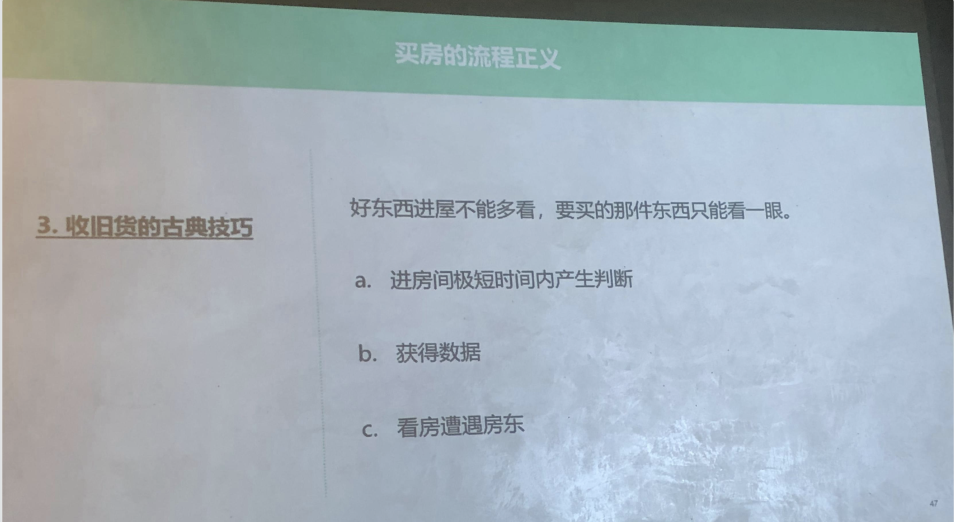 买房的流程正义
3. 收旧货的古典技巧
好东西进屋不能多看，要买的那件东西只能看一眼。
a. 进房间极短时间内产生判断
b. 获得数据
c. 看房遭遇房东
47